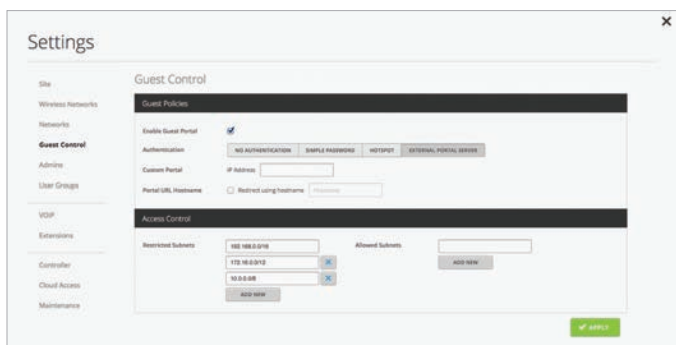 Settings
Site
Wireless Networks
Networks
Guest Control
Admins
User Groups
VOIP
Extensions
Controller
Cloud Access
Maintenance
Guest Control
Guest Policies
Enable Guest Portal
Authentication NO AUTHENTICATION SIMPLE PASSWORD HOTSPOT EXTERNAL PORTAL SERVER
Custom Portal IP Address
Portal URL Hostname Redirect using hostname
Access Control
Restricted Subnets 192.168.0.0/16 Allowed Subnets
172.16.0.0/12 ADD NEW
10.0.0.0/8
ADD NEW
APPLY